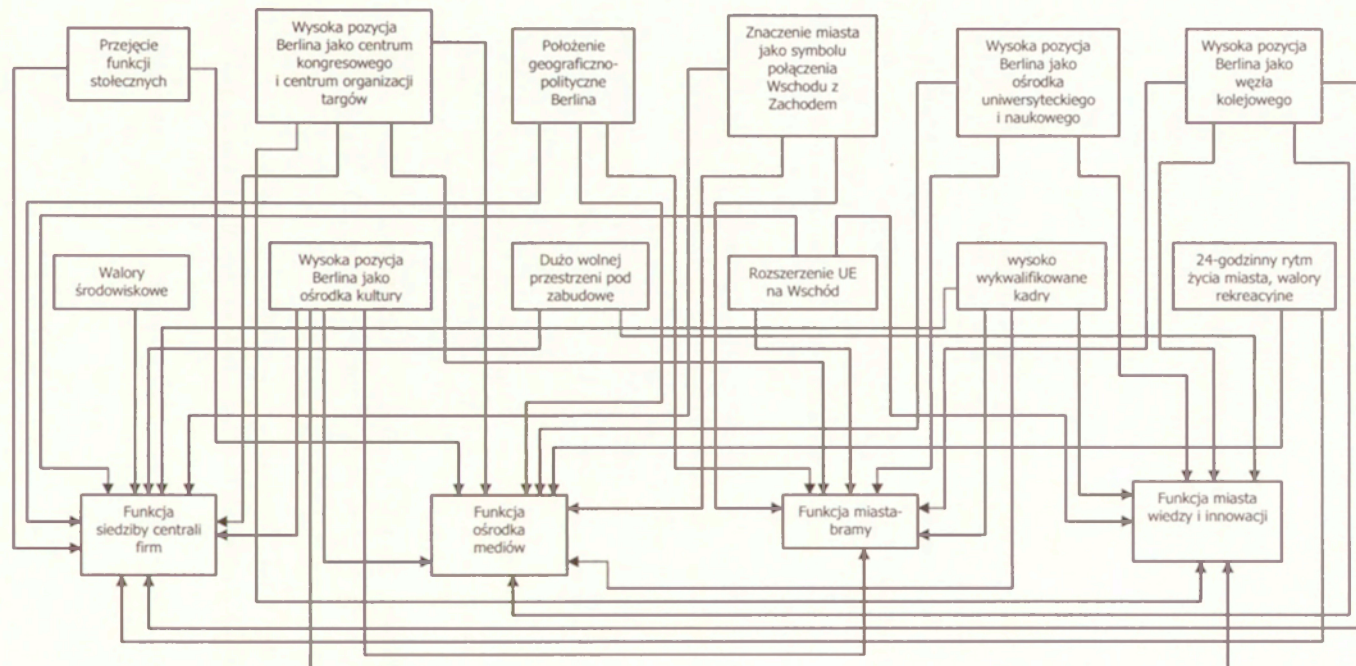 Przejęcie
funkcji
stołecznych
Wysoka pozycja
Berlina jako centrum
kongresowego
i centrum organizacji
targów
Położenie
geograficzno-
polityczne
Berlina
Znaczenie miasta
jako symbolu
połączenia
Wschodu z
Zachodem
Wysoka pozycja
Berlina jako
ośrodka
uniwersyteckiego
i naukowego
Wysoka pozycja
Berlina jako
węzła
kolejowego
Walory
środowiskowe
Wysoka pozycja
Berlina jako
ośrodka kultury
Dużo wolnej
przestrzeni pod
zabudowę
Rozszerzenie UE
na Wschód
wysoko
wykwalifikowane
kadry
24-godzinny rytm
życia miasta, walory
rekreacyjne
Funkcja
siedziby centrali
firm
Funkcja
ośrodka
mediów
Funkcja miasta-
bramy
Funkcja miasta
wiedzy i innowacji